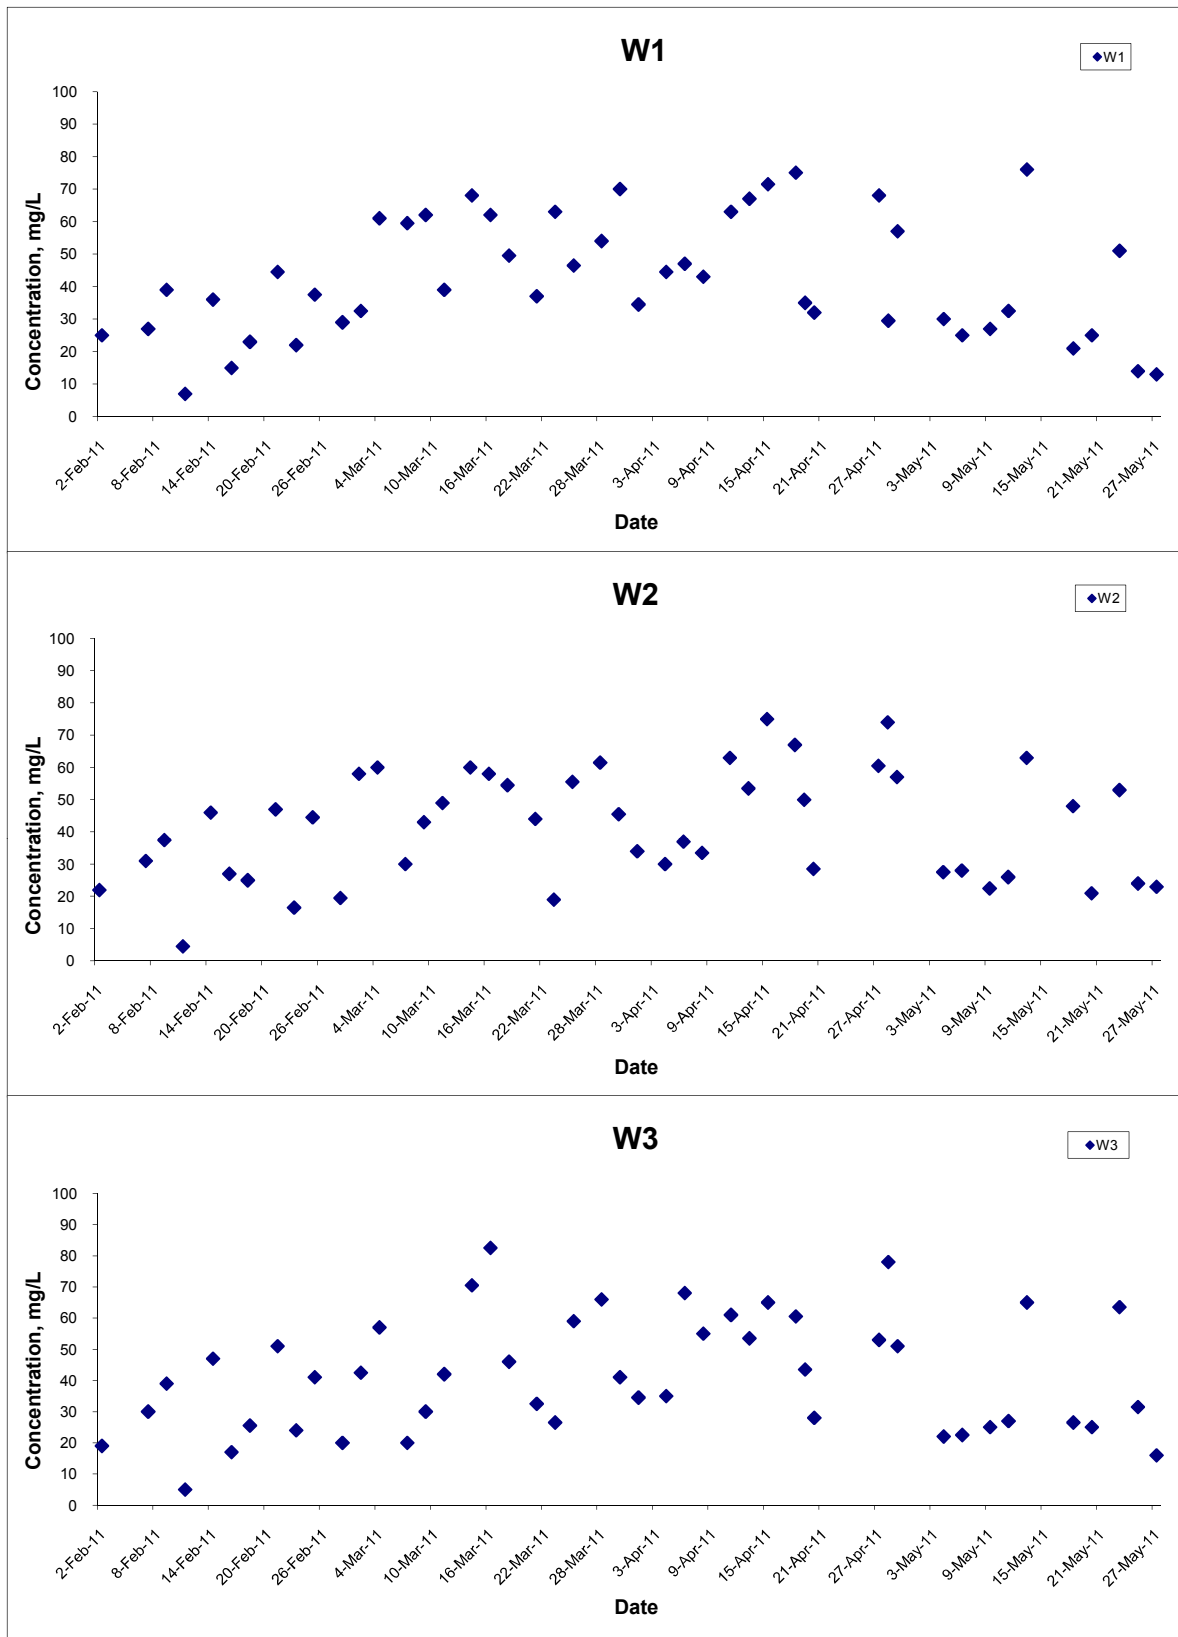 W1
W1
100
90
80
70
60
50
40
30
20
10
0
Concentration, mg/L
2-Feb-11
8-Feb-11
14-Feb-11
20-Feb-11
26-Feb-11
4-Mar-11
10-Mar-11
16-Mar-11
22-Mar-11
28-Mar-11
3-Apr-11
9-Apr-11
15-Apr-11
21-Apr-11
27-Apr-11
3-May-11
9-May-11
15-May-11
21-May-11
27-May-11
Date
W2
W2
100
90
80
70
60
50
40
30
20
10
0
Concentration, mg/L
2-Feb-11
8-Feb-11
14-Feb-11
20-Feb-11
26-Feb-11
4-Mar-11
10-Mar-11
16-Mar-11
22-Mar-11
28-Mar-11
3-Apr-11
9-Apr-11
15-Apr-11
21-Apr-11
27-Apr-11
3-May-11
9-May-11
15-May-11
21-May-11
27-May-11
Date
W3
W3
100
90
80
70
60
50
40
30
20
10
0
Concentration, mg/L
2-Feb-11
8-Feb-11
14-Feb-11
20-Feb-11
26-Feb-11
4-Mar-11
10-Mar-11
16-Mar-11
22-Mar-11
28-Mar-11
3-Apr-11
9-Apr-11
15-Apr-11
21-Apr-11
27-Apr-11
3-May-11
9-May-11
15-May-11
21-May-11
27-May-11
Date